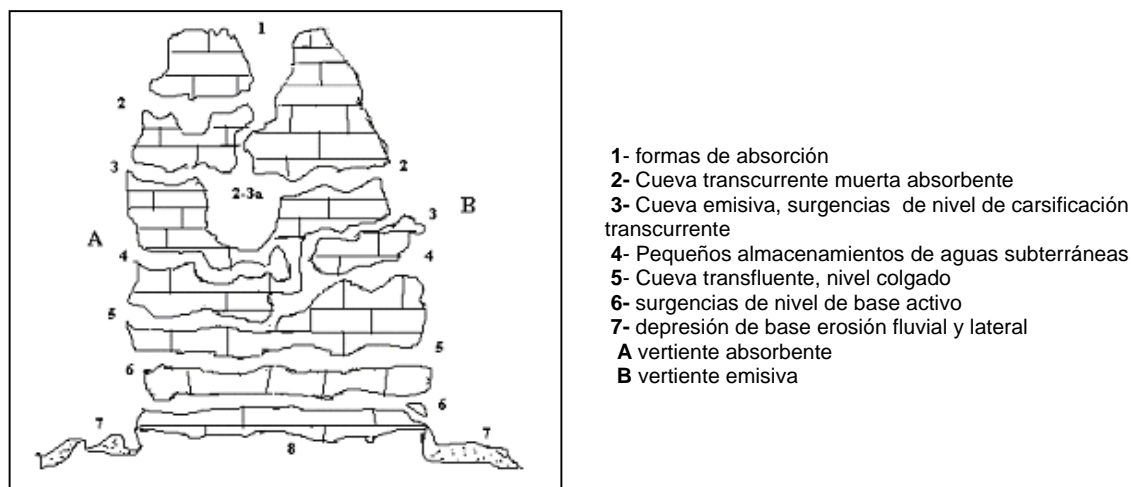 1
2
3
2-3a
2
B
3
A
4
4
5
5
6
6
7
7
8
1- formas de absorción
2- Cueva transcurrente muerta absorbente
3- Cueva emisiva, surgencias de nivel de carsificación
transcurrente
4- Pequeños almacenamientos de aguas subterráneas
5- Cueva transfluente, nivel colgado
6- surgencias de nivel de base activo
7- depresión de base erosión fluvial y lateral
A vertiente absorbente
B vertiente emisiva